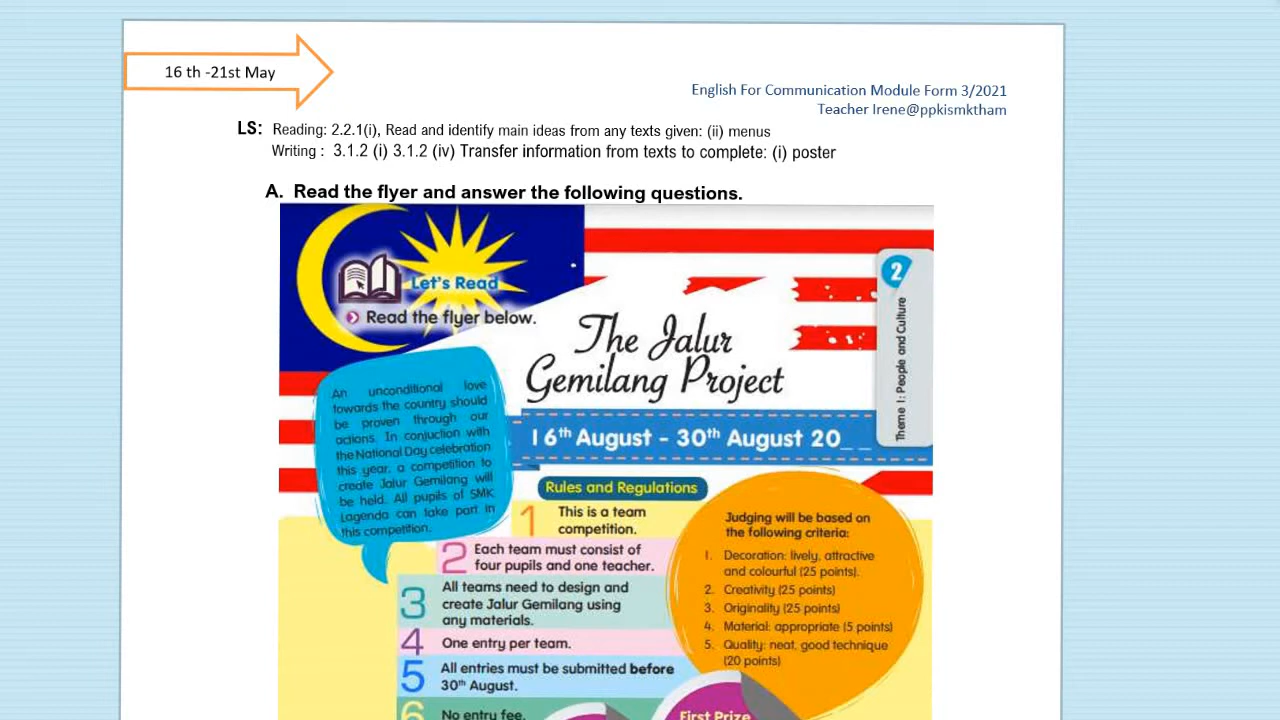 16 th -21st May
English For Communication Module Form 3/2021
Teacher Irene@ppkismktham
LS: Reading: 2.2.1(i), Read and identify main ideas from any texts given: (ii) menus
Writing : 3.1.2 (i) 3.1.2 (iv) Transfer information from texts to complete: (i) poster
A. Read the flyer and answer the following questions.
Let's Read
Read the flyer below.
2
Theme 1: People and Culture
The Jalur
Gemilang Project
16th August - 30th August 20_ _
An unconditional love
towards the country should
be proven through our
actions. In conjuction with
the National Day celebration
this year, a competition to
create Jalur Gemilang will
be held. All pupils of SMK
Lagenda can take part in
this competition.
Rules and Regulations
1 This is a team
competition.
2 Each team must consist of
four pupils and one teacher.
3 All teams need to design and
create Jalur Gemilang using
any materials.
4 One entry per team.
5 All entries must be submitted before
30th August.
6 No entry fee.
Judging will be based on
the following criteria:
1. Decoration: lively, attractive
and colourful (25 points).
2. Creativity (25 points)
3. Originality (25 points)
4. Material: appropriate (5 points)
5. Quality: neat, good technique
(20 points)
First Prize